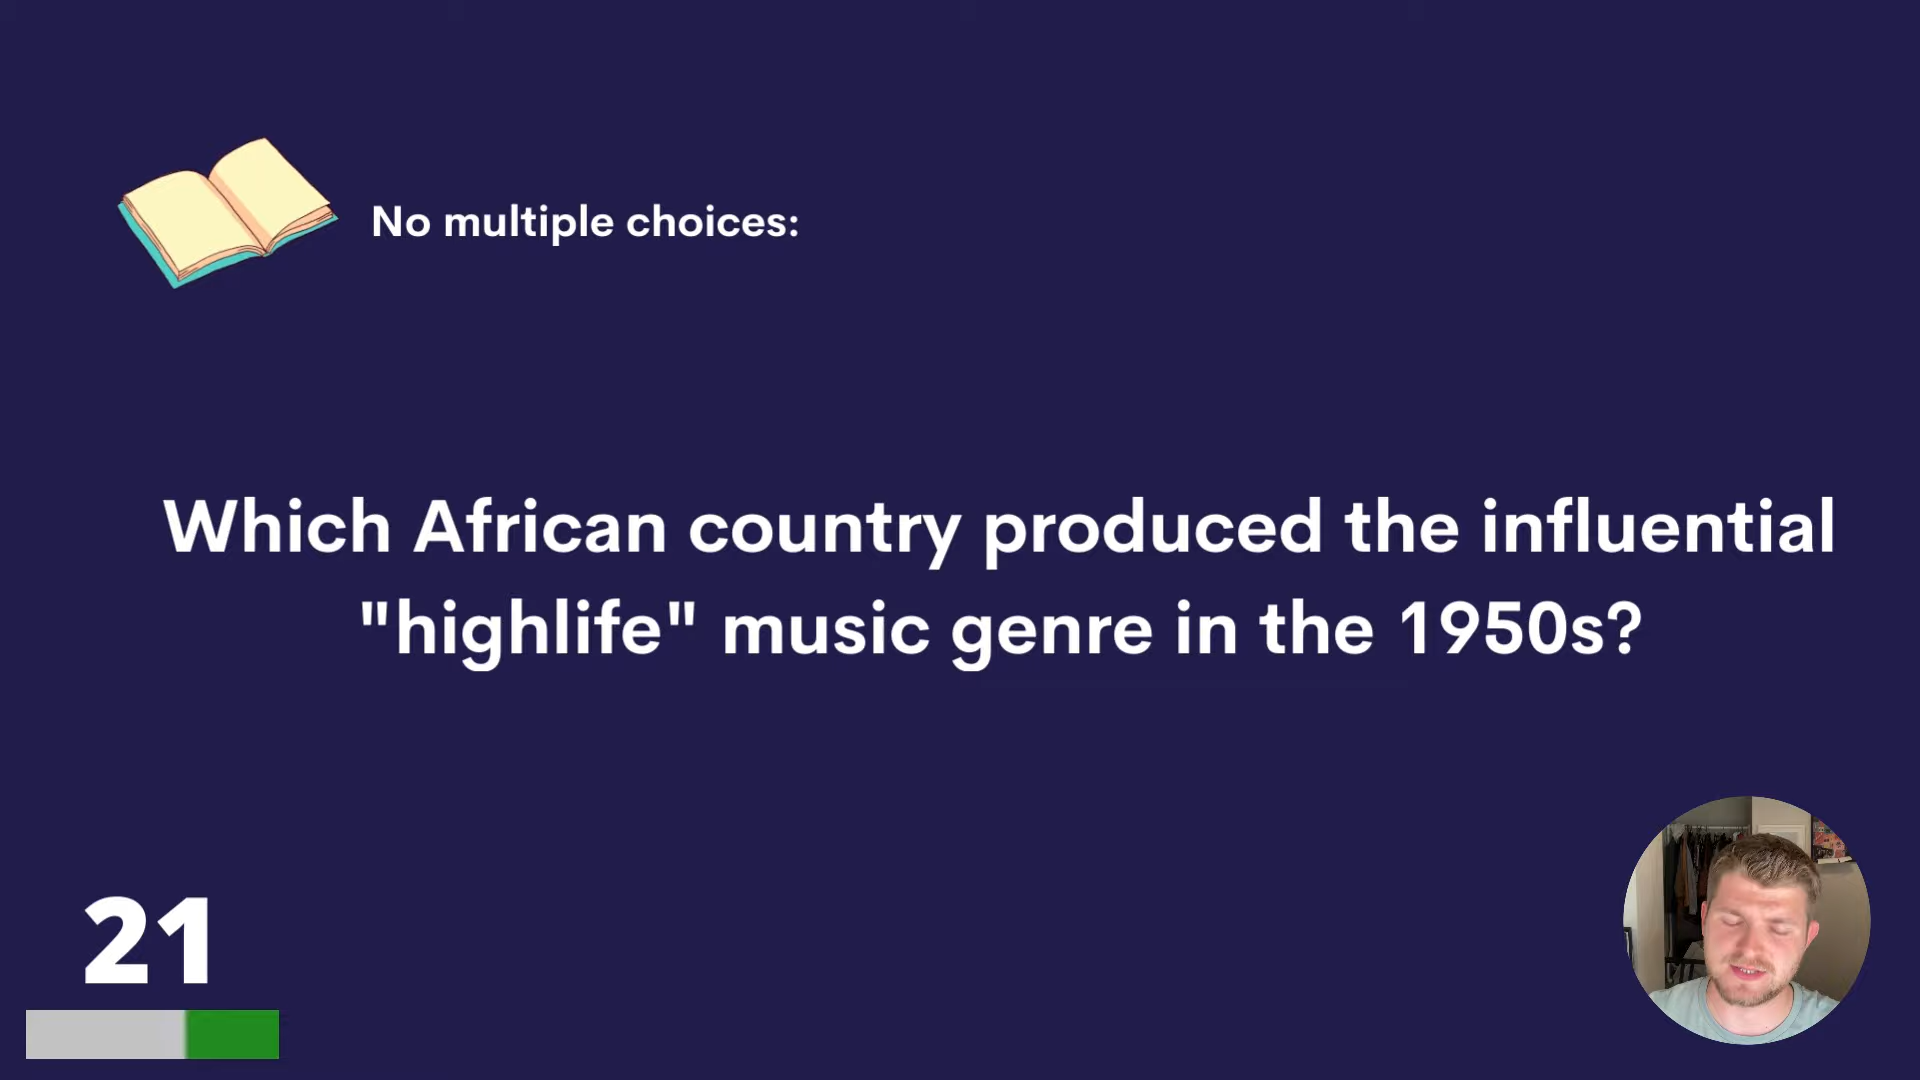 No multiple choices:
Which African country produced the influential
"highlife" music genre in the 1950s?
21